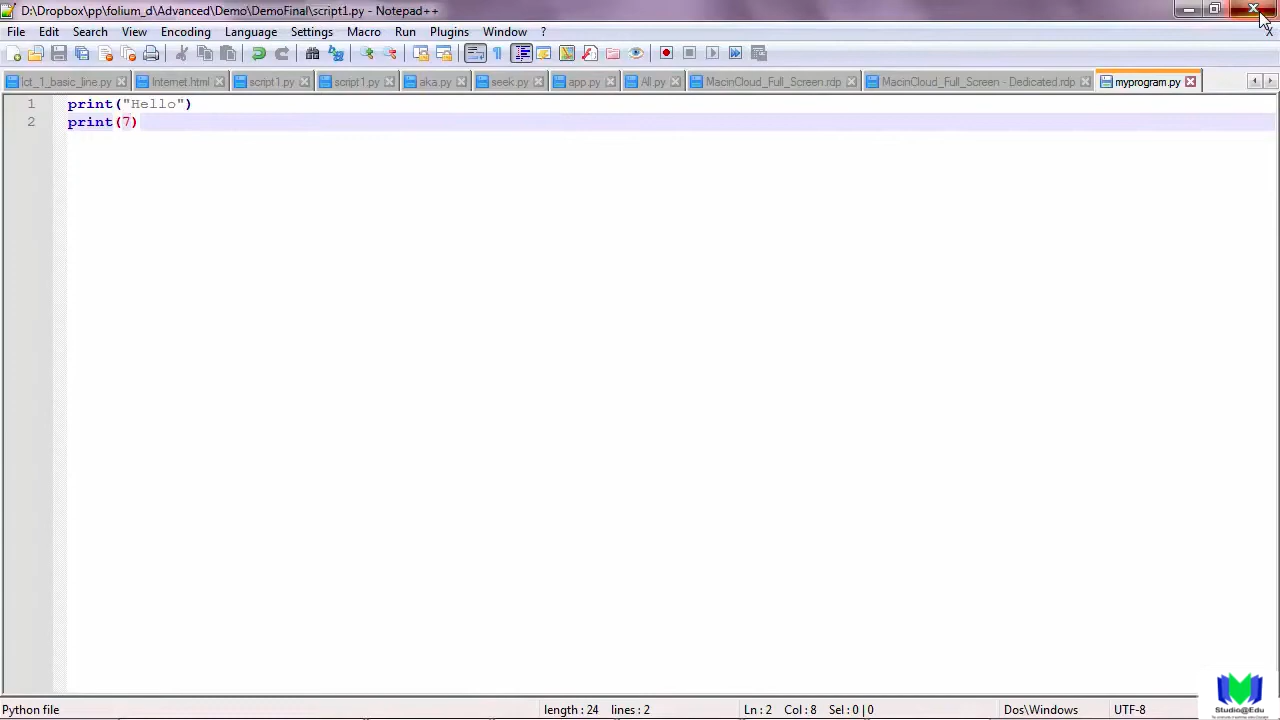 D:\Dropbox\pp\folium_d\Advanced\Demo\DemoFinal\script1.py - Notepad++
File Edit Search View Encoding Language Settings Macro Run Plugins Window ?
X
lct_1_basic_line.py Internet.html script1.py script1.py aka.py seek.py app.py All.py MacinCloud_Full_Screen.rdp MacinCloud_Full_Screen - Dedicated.rdp myprogram.py
1 print("Hello")
2 print(7)
Python file length : 24 lines : 2 Ln : 2 Col : 8 Sel : 0 | 0 Dos\Windows UTF-8
Studio@Edu